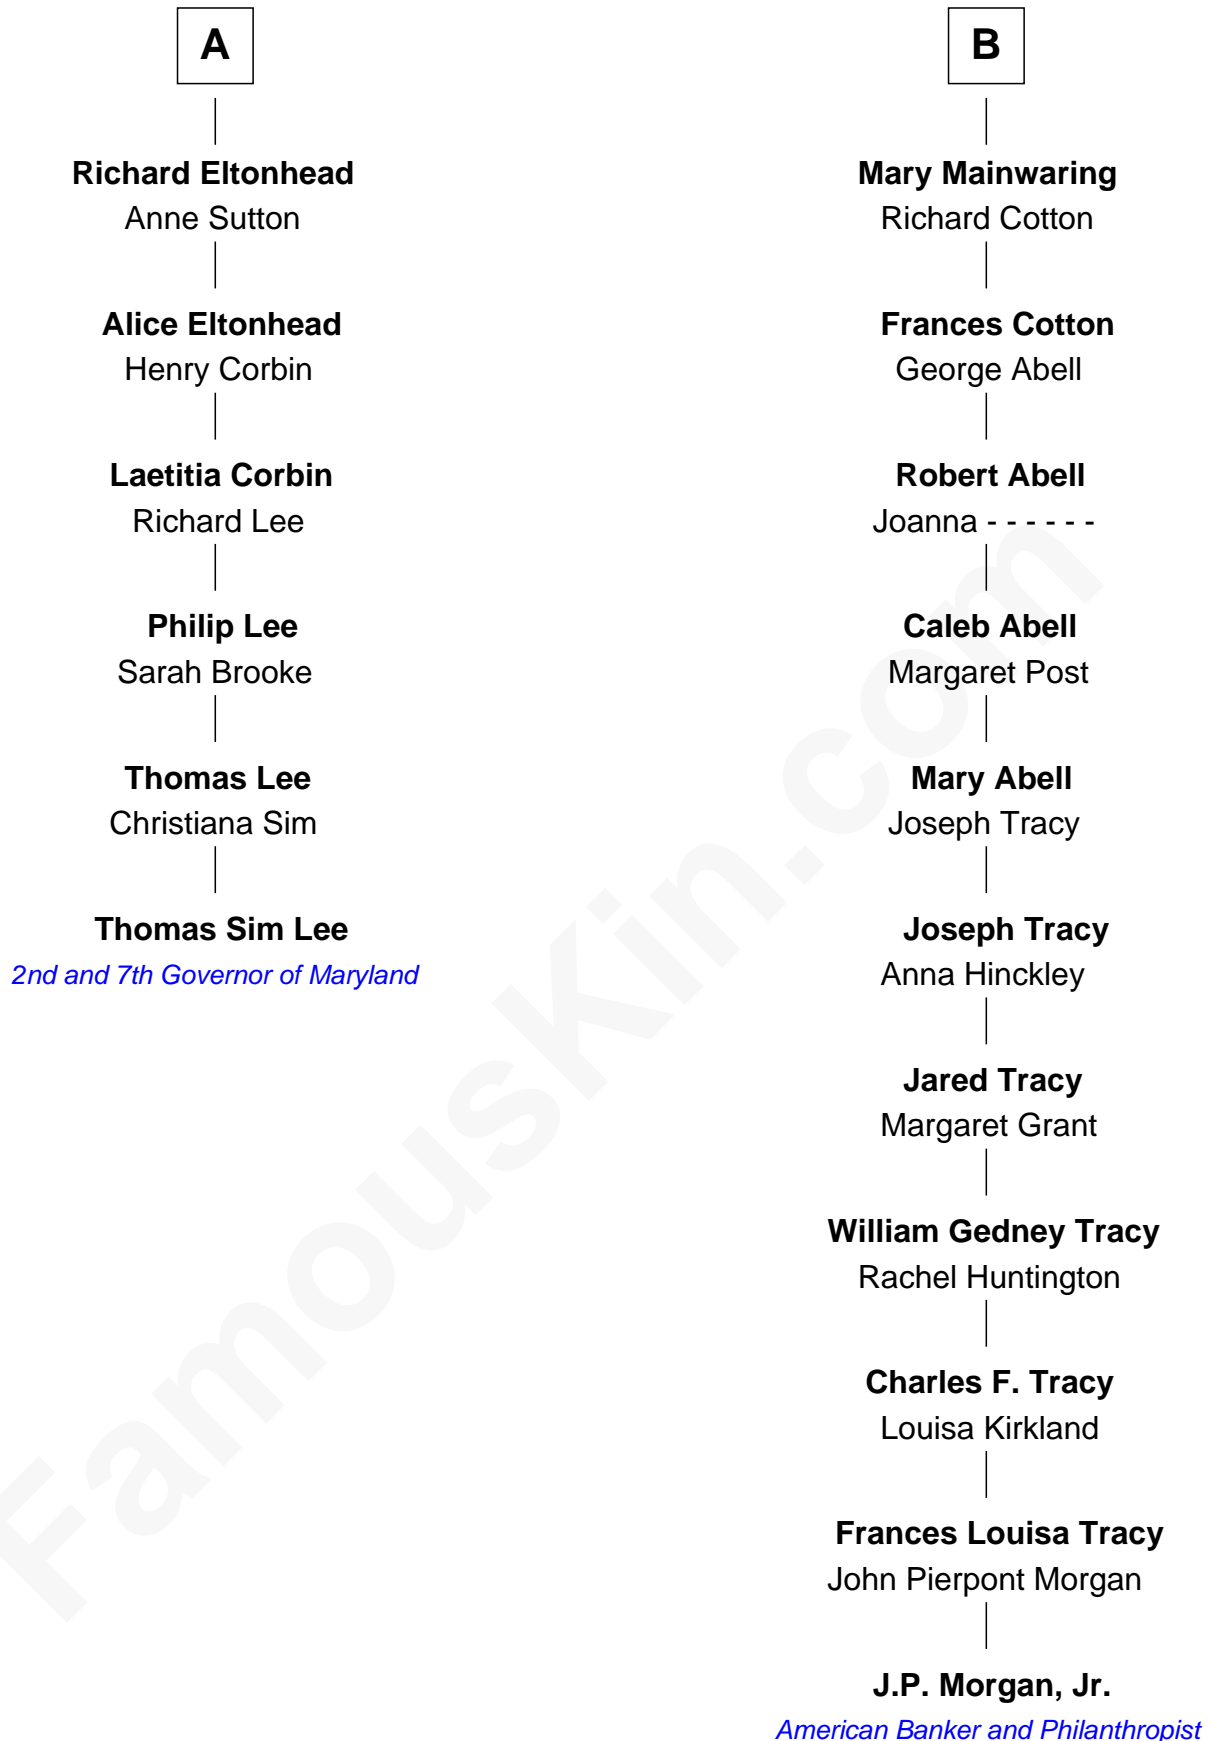 A
Richard Eltonhead
Anne Sutton
Alice Eltonhead
Henry Corbin
Laetitia Corbin
Richard Lee
Philip Lee
Sarah Brooke
Thomas Lee
Christiana Sim
Thomas Sim Lee
2nd and 7th Governor of Maryland
B
Mary Mainwaring
Richard Cotton
Frances Cotton
George Abell
Robert Abell
Joanna - - - - - -
Caleb Abell
Margaret Post
Mary Abell
Joseph Tracy
Joseph Tracy
Anna Hinckley
Jared Tracy
Margaret Grant
William Gedney Tracy
Rachel Huntington
Charles F. Tracy
Louisa Kirkland
Frances Louisa Tracy
John Pierpont Morgan
J.P. Morgan, Jr.
American Banker and Philanthropist
FamousKin.com